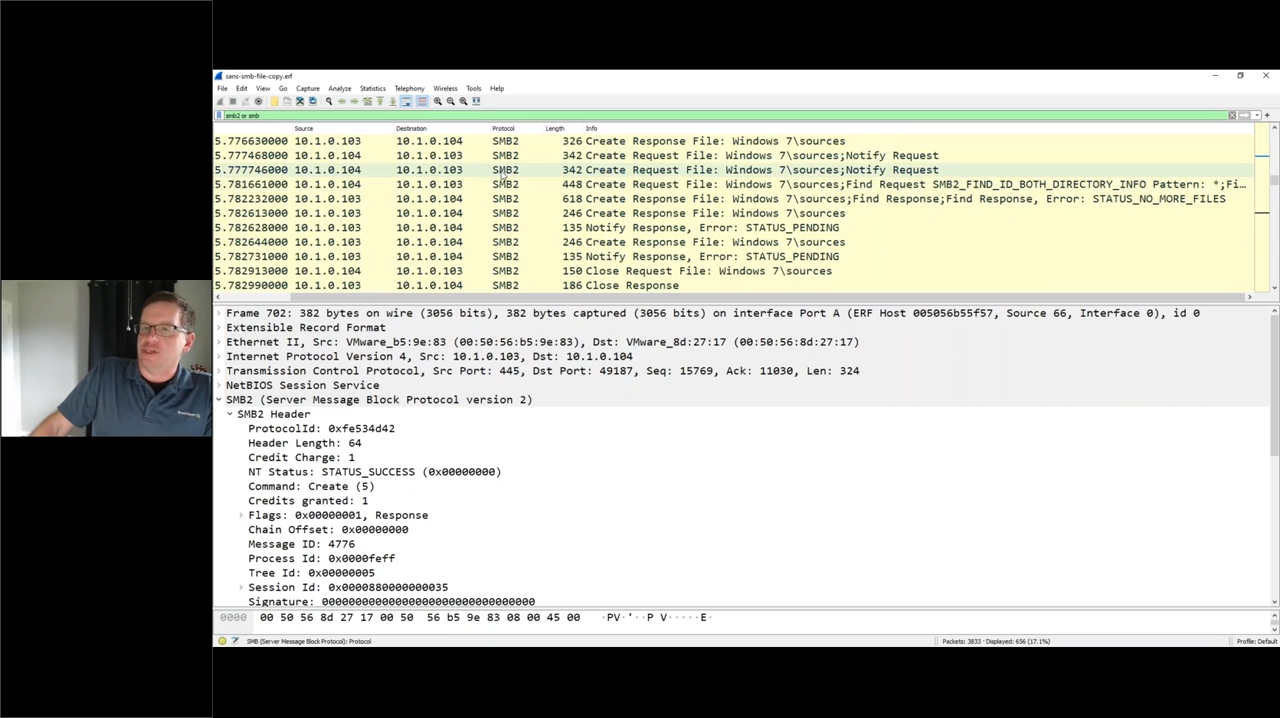 sans-smb-file-copy.erf
File Edit View Go Capture Analyze Statistics Telephony Wireless Tools Help
smb2 or smb
Source Destination Protocol Length Info
5.776630000 10.1.0.103 10.1.0.104 SMB2 326 Create Response File: Windows 7\sources
5.777468000 10.1.0.104 10.1.0.103 SMB2 342 Create Request File: Windows 7\sources;Notify Request
5.777746000 10.1.0.104 10.1.0.103 SMB2 342 Create Request File: Windows 7\sources;Notify Request
5.781661000 10.1.0.104 10.1.0.103 SMB2 448 Create Request File: Windows 7\sources;Find Request SMB2_FIND_ID_BOTH_DIRECTORY_INFO Pattern: *;Fi…
5.782232000 10.1.0.103 10.1.0.104 SMB2 618 Create Response File: Windows 7\sources;Find Response;Find Response, Error: STATUS_NO_MORE_FILES
5.782613000 10.1.0.103 10.1.0.104 SMB2 246 Create Response File: Windows 7\sources
5.782628000 10.1.0.103 10.1.0.104 SMB2 135 Notify Response, Error: STATUS_PENDING
5.782644000 10.1.0.103 10.1.0.104 SMB2 246 Create Response File: Windows 7\sources
5.782731000 10.1.0.103 10.1.0.104 SMB2 135 Notify Response, Error: STATUS_PENDING
5.782913000 10.1.0.104 10.1.0.103 SMB2 150 Close Request File: Windows 7\sources
5.782990000 10.1.0.103 10.1.0.104 SMB2 186 Close Response
Frame 702: 382 bytes on wire (3056 bits), 382 bytes captured (3056 bits) on interface Port A (ERF Host 005056b55f57, Source 66, Interface 0), id 0
Extensible Record Format
Ethernet II, Src: VMware_b5:9e:83 (00:50:56:b5:9e:83), Dst: VMware_8d:27:17 (00:50:56:8d:27:17)
Internet Protocol Version 4, Src: 10.1.0.103, Dst: 10.1.0.104
Transmission Control Protocol, Src Port: 445, Dst Port: 49187, Seq: 15769, Ack: 11030, Len: 324
NetBIOS Session Service
SMB2 (Server Message Block Protocol version 2)
SMB2 Header
ProtocolId: 0xfe534d42
Header Length: 64
Credit Charge: 1
NT Status: STATUS_SUCCESS (0x00000000)
Command: Create (5)
Credits granted: 1
Flags: 0x00000001, Response
Chain Offset: 0x00000000
Message ID: 4776
Process Id: 0x0000feff
Tree Id: 0x00000005
Session Id: 0x0000880000000035
Signature: 00000000000000000000000000000000
0000 00 50 56 8d 27 17 00 50 56 b5 9e 83 08 00 45 00 ·PV·'··P V·····E·
SMB (Server Message Block Protocol): Protocol
Packets: 3833 · Displayed: 656 (17.1%)
Profile: Default